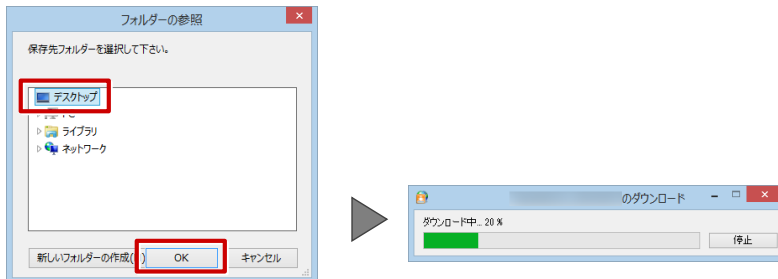 フォルダーの参照
保存先フォルダーを選択して下さい。
デスクトップ
ライブラリ
ネットワーク
新しいフォルダーの作成( )
OK
キャンセル
のダウンロード
ダウンロード中... 20 %
停止